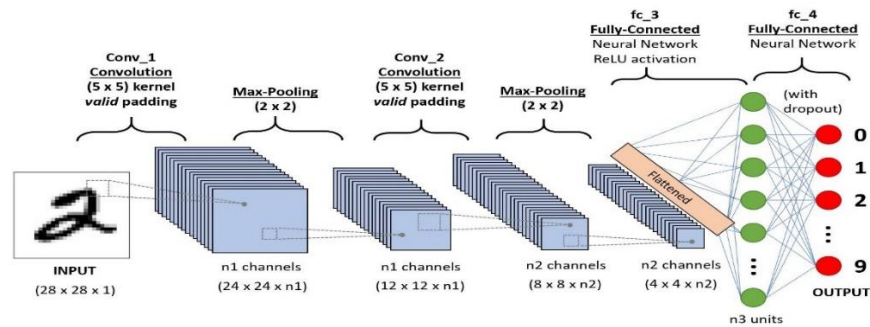 fc_3
Fully-Connected
Neural Network
ReLU activation
fc_4
Fully-Connected
Neural Network
Conv_1
Convolution
(5 x 5) kernel
valid padding
Max-Pooling
(2 x 2)
Conv_2
Convolution
(5 x 5) kernel
valid padding
Max-Pooling
(2 x 2)
(with
dropout)
2
Flattened
0
1
2
⋮
9
...
INPUT
(28 x 28 x 1)
n1 channels
(24 x 24 x n1)
n1 channels
(12 x 12 x n1)
n2 channels
(8 x 8 x n2)
n2 channels
(4 x 4 x n2)
OUTPUT
n3 units